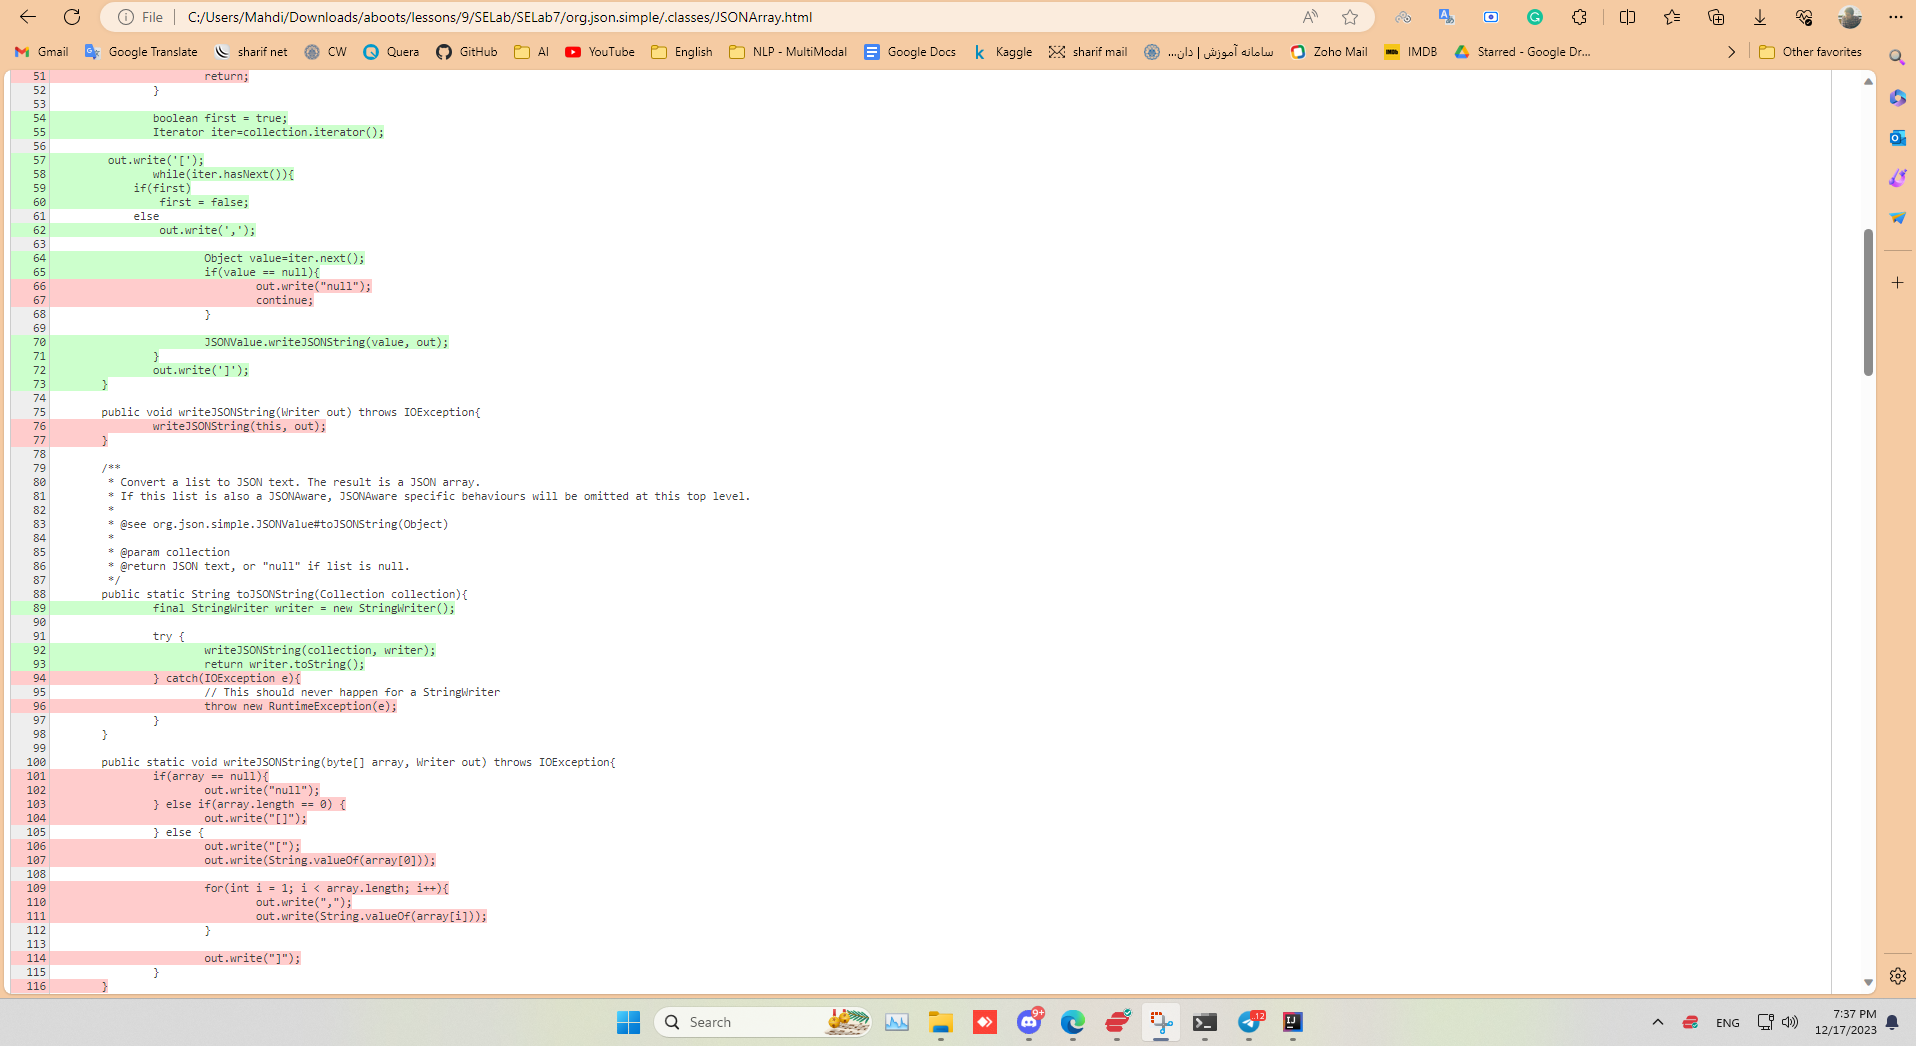 File
C:/Users/Mahdi/Downloads/aboots/lessons/9/SELab/SELab7/org.json.simple/.classes/JSONArray.html
Gmail Google Translate sharif net CW Quera GitHub AI YouTube English NLP - MultiModal Google Docs Kaggle sharif mail سامانه آموزش | دان... Zoho Mail IMDB Starred - Google Dr... Other favorites
51 return;
52 }
53
54 boolean first = true;
55 Iterator iter=collection.iterator();
56
57 out.write('[');
58 while(iter.hasNext()){
59 if(first)
60 first = false;
61 else
62 out.write(',');
63
64 Object value=iter.next();
65 if(value == null){
66 out.write("null");
67 continue;
68 }
69
70 JSONValue.writeJSONString(value, out);
71 }
72 out.write(']');
73 }
74
75 public void writeJSONString(Writer out) throws IOException{
76 writeJSONString(this, out);
77 }
78
79 /**
80 * Convert a list to JSON text. The result is a JSON array.
81 * If this list is also a JSONAware, JSONAware specific behaviours will be omitted at this top level.
82 *
83 * @see org.json.simple.JSONValue#toJSONString(Object)
84 *
85 * @param collection
86 * @return JSON text, or "null" if list is null.
87 */
88 public static String toJSONString(Collection collection){
89 final StringWriter writer = new StringWriter();
90
91 try {
92 writeJSONString(collection, writer);
93 return writer.toString();
94 } catch(IOException e){
95 // This should never happen for a StringWriter
96 throw new RuntimeException(e);
97 }
98 }
99
100 public static void writeJSONString(byte[] array, Writer out) throws IOException{
101 if(array == null){
102 out.write("null");
103 } else if(array.length == 0) {
104 out.write("[]");
105 } else {
106 out.write("[");
107 out.write(String.valueOf(array[0]));
108
109 for(int i = 1; i < array.length; i++){
110 out.write(",");
111 out.write(String.valueOf(array[i]));
112 }
113
114 out.write("]");
115 }
116 }
Search
9+
12
ENG
7:37 PM
12/17/2023